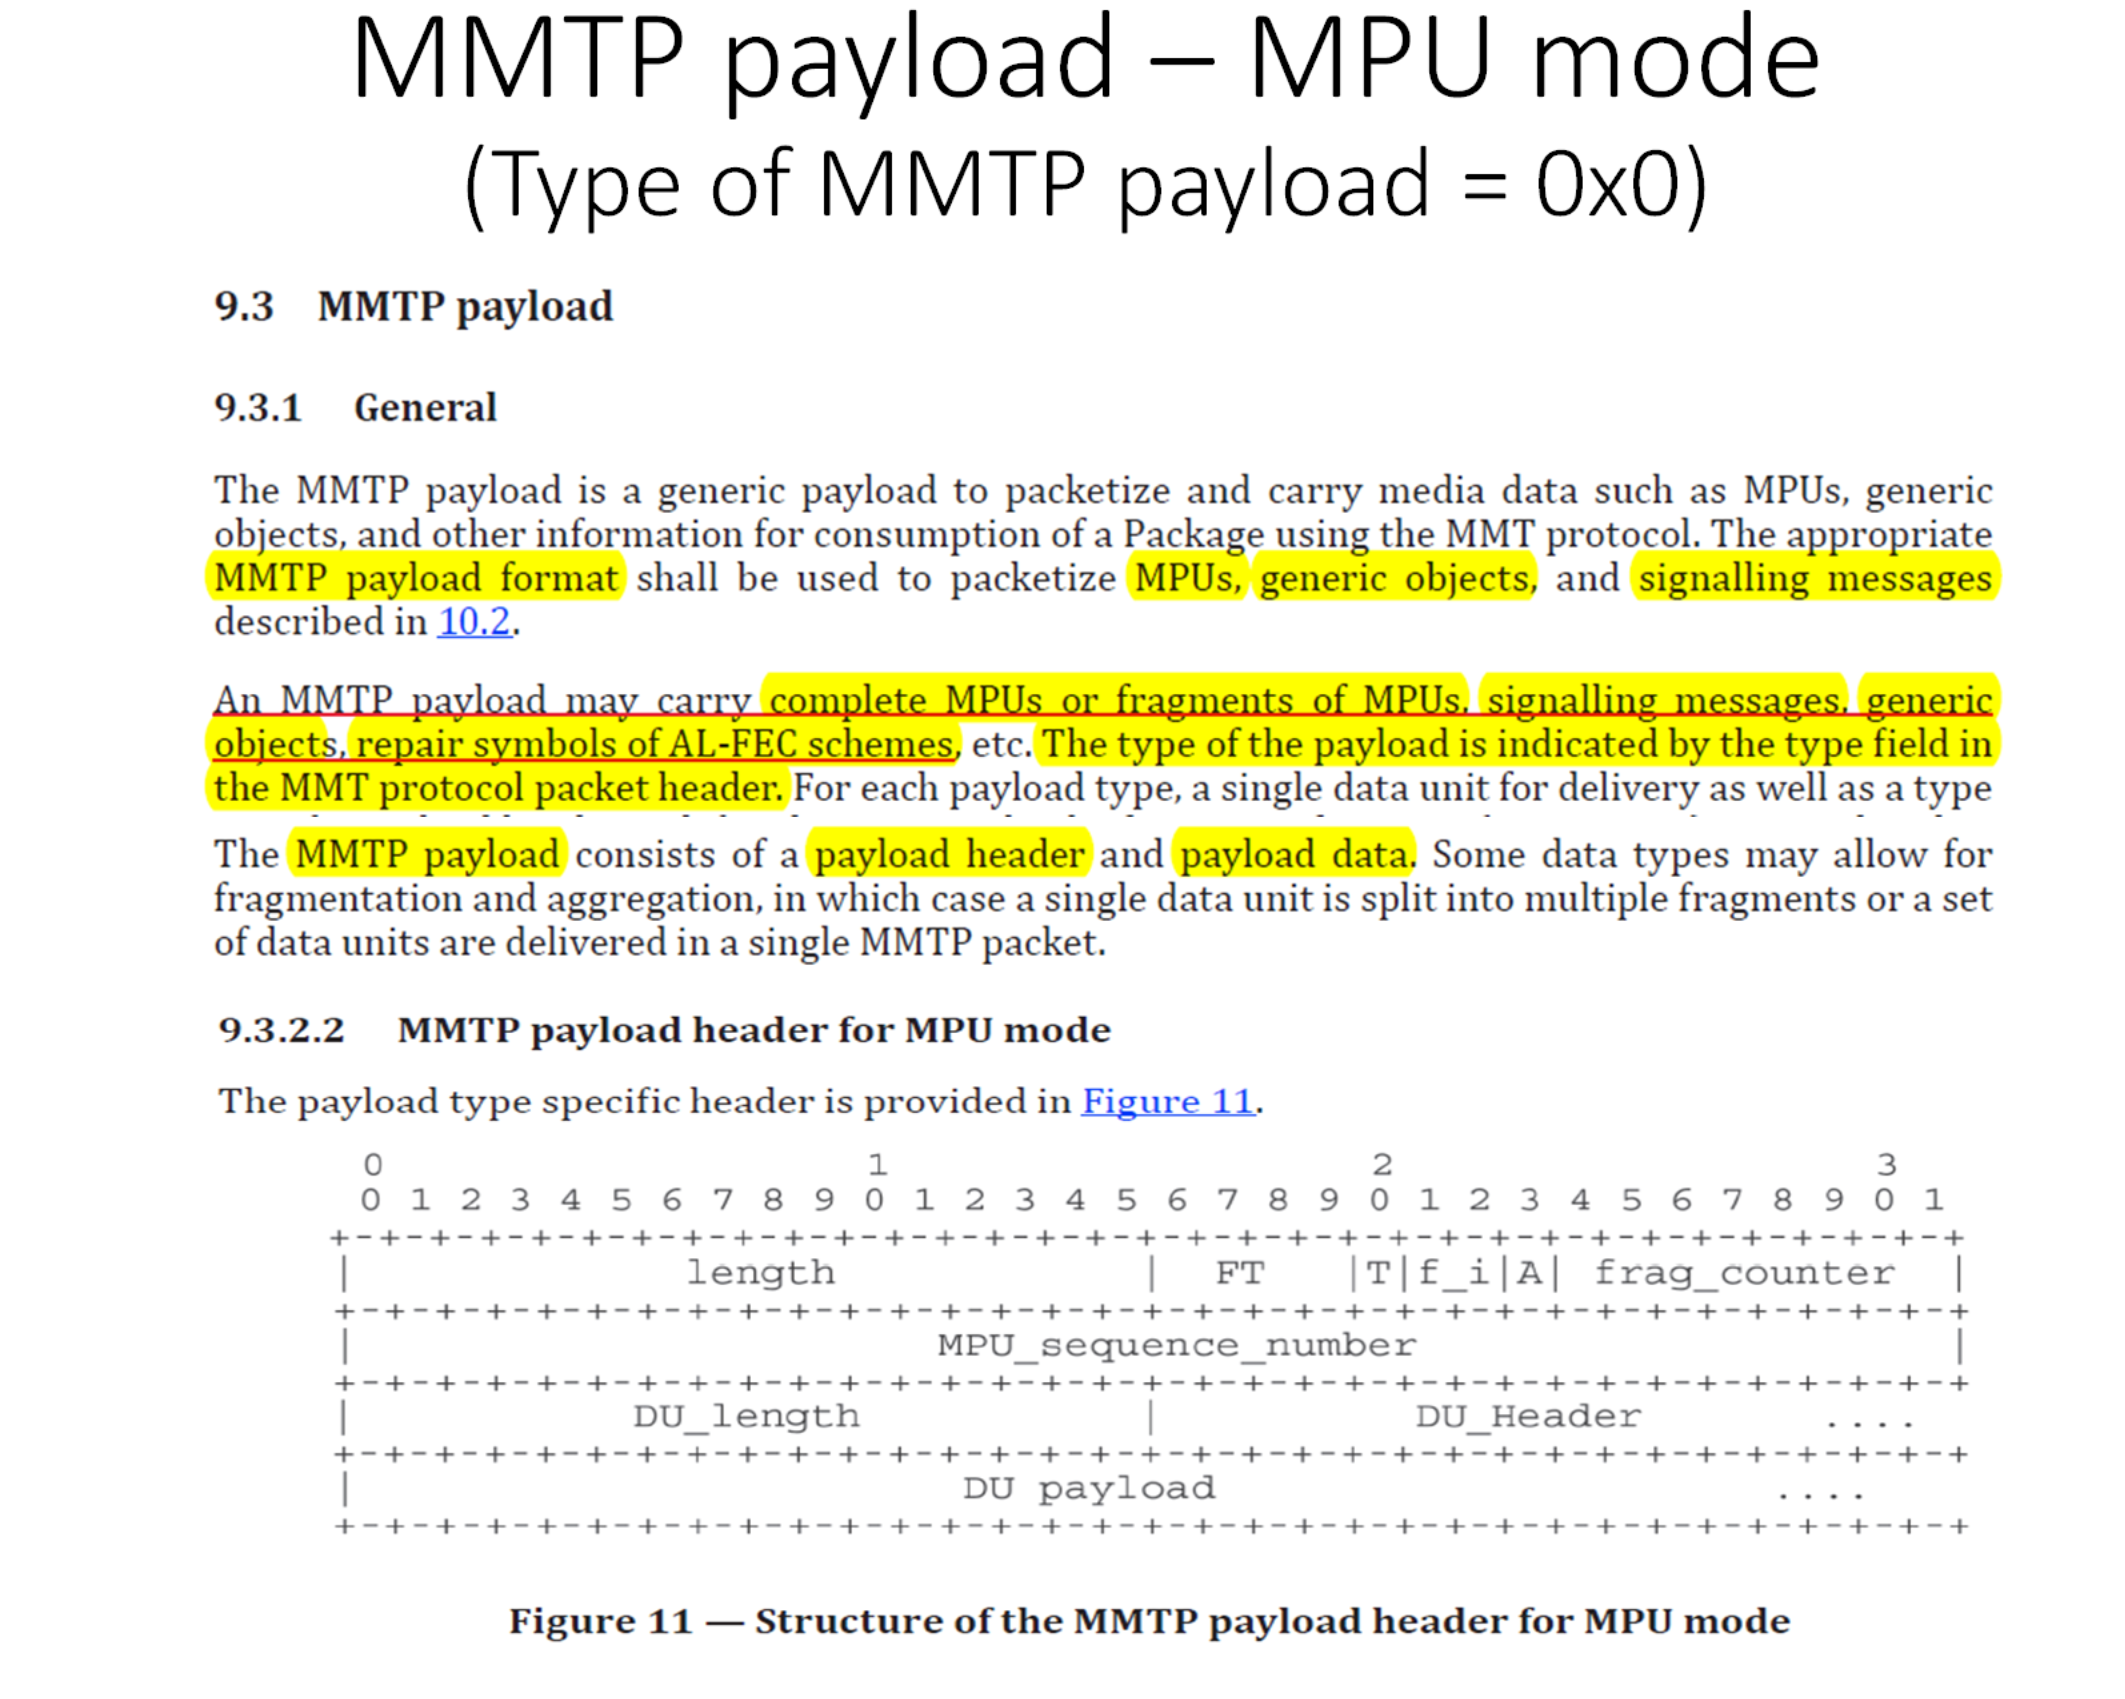 MMTP payload – MPU mode
(Type of MMTP payload = 0x0)
9.3 MMTP payload
9.3.1 General
The MMTP payload is a generic payload to packetize and carry media data such as MPUs, generic
objects, and other information for consumption of a Package using the MMT protocol. The appropriate
MMTP payload format shall be used to packetize MPUs, generic objects, and signalling messages
described in 10.2.
An MMTP payload may carry complete MPUs or fragments of MPUs, signalling messages, generic
objects, repair symbols of AL-FEC schemes, etc. The type of the payload is indicated by the type field in
the MMT protocol packet header. For each payload type, a single data unit for delivery as well as a type
The MMTP payload consists of a payload header and payload data. Some data types may allow for
fragmentation and aggregation, in which case a single data unit is split into multiple fragments or a set
of data units are delivered in a single MMTP packet.
9.3.2.2 MMTP payload header for MPU mode
The payload type specific header is provided in Figure 11.
0 1 2 3
0 1 2 3 4 5 6 7 8 9 0 1 2 3 4 5 6 7 8 9 0 1 2 3 4 5 6 7 8 9 0 1
+-+-+-+-+-+-+-+-+-+-+-+-+-+-+-+-+-+-+-+-+-+-+-+-+-+-+-+-+-+-+-+-+
| length | FT |T|f_i|A| frag_counter |
+-+-+-+-+-+-+-+-+-+-+-+-+-+-+-+-+-+-+-+-+-+-+-+-+-+-+-+-+-+-+-+-+
| MPU_sequence_number |
+-+-+-+-+-+-+-+-+-+-+-+-+-+-+-+-+-+-+-+-+-+-+-+-+-+-+-+-+-+-+-+-+
| DU_length | DU_Header ....
+-+-+-+-+-+-+-+-+-+-+-+-+-+-+-+-+-+-+-+-+-+-+-+-+-+-+-+-+-+-+-+-+
| DU payload ....
+-+-+-+-+-+-+-+-+-+-+-+-+-+-+-+-+-+-+-+-+-+-+-+-+-+-+-+-+-+-+-+-+
Figure 11 — Structure of the MMTP payload header for MPU mode